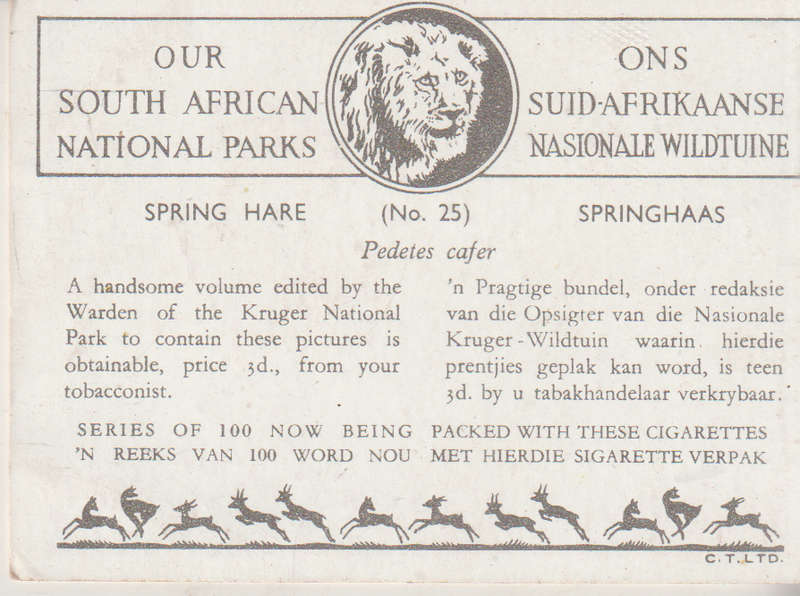 OUR
SOUTH AFRICAN
NATIONAL PARKS
ONS
SUID-AFRIKAANSE
NASIONALE WILDTUINE
SPRING HARE (No. 25) SPRINGHAAS
Pedetes cafer
A handsome volume edited by the
Warden of the Kruger National
Park to contain these pictures is
obtainable, price 3d., from your
tobacconist.
'n Pragtige bundel, onder redaksie
van die Opsigter van die Nasionale
Kruger-Wildtuin waarin hierdie
prentjies geplak kan word, is teen
3d. by u tabakhandelaar verkrybaar.
SERIES OF 100 NOW BEING PACKED WITH THESE CIGARETTES
'N REEKS VAN 100 WORD NOU MET HIERDIE SIGARETTE VERPAK
C.T. LTD.